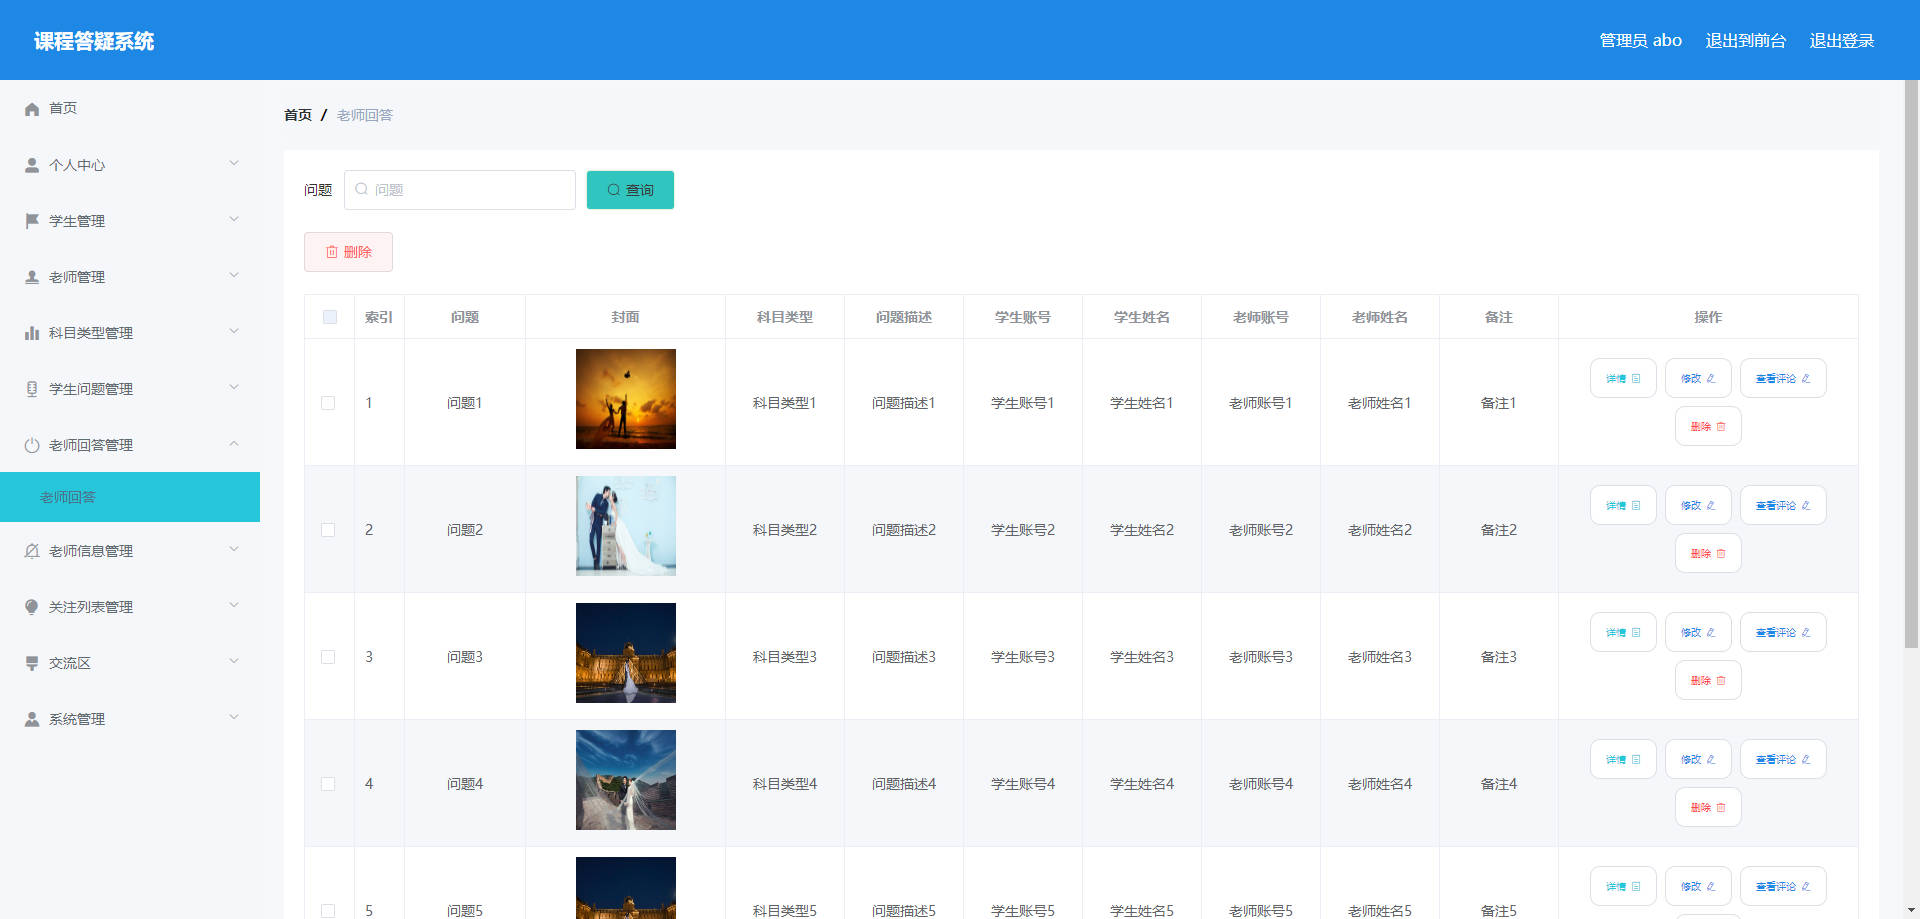 课程答疑系统
管理员 abo 退出到前台 退出登录
首页
个人中心
学生管理
老师管理
科目类型管理
学生问题管理
老师回答管理
老师回答
老师信息管理
关注列表管理
交流区
系统管理
首页 / 老师回答
问题 问题 查询
删除
索引 问题 封面 科目类型 问题描述 学生账号 学生姓名 老师账号 老师姓名 备注 操作
1 问题1 科目类型1 问题描述1 学生账号1 学生姓名1 老师账号1 老师姓名1 备注1 详情 修改 查看评论
删除
2 问题2 科目类型2 问题描述2 学生账号2 学生姓名2 老师账号2 老师姓名2 备注2 详情 修改 查看评论
删除
3 问题3 科目类型3 问题描述3 学生账号3 学生姓名3 老师账号3 老师姓名3 备注3 详情 修改 查看评论
删除
4 问题4 科目类型4 问题描述4 学生账号4 学生姓名4 老师账号4 老师姓名4 备注4 详情 修改 查看评论
删除
5 问题5 科目类型5 问题描述5 学生账号5 学生姓名5 老师账号5 老师姓名5 备注5 详情 修改 查看评论